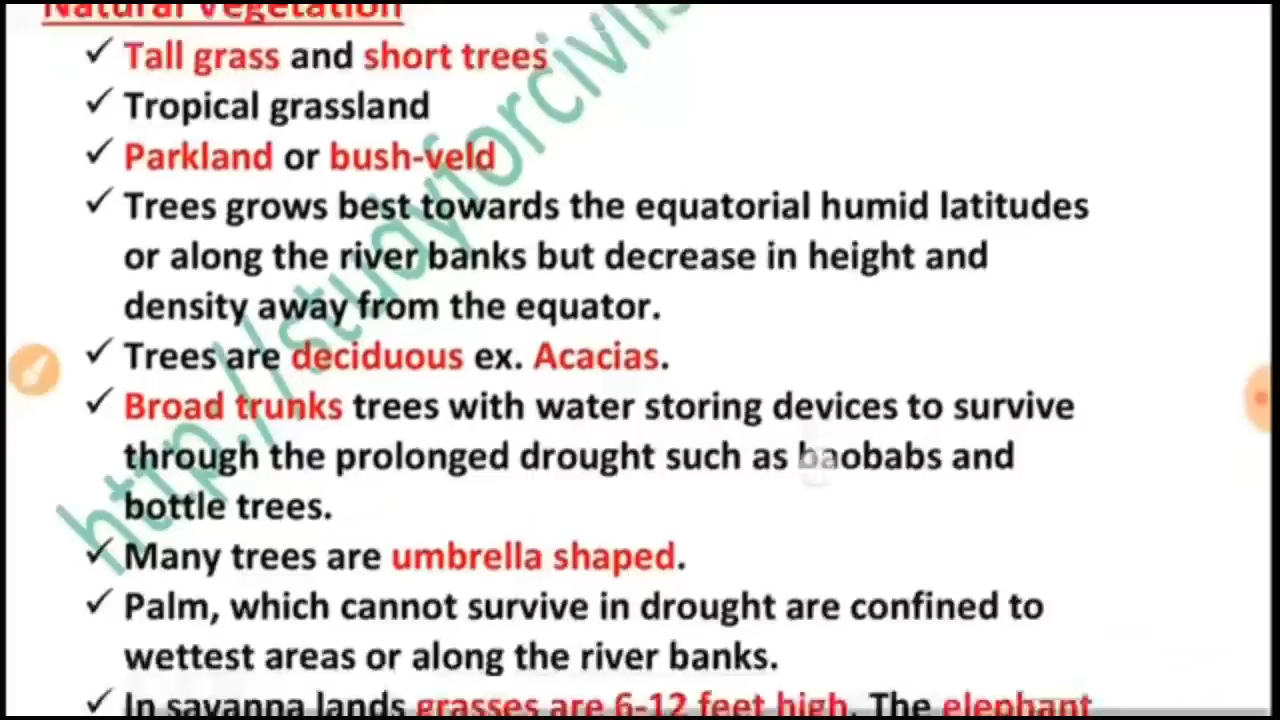 Natural Vegetation
✓ Tall grass and short trees
✓ Tropical grassland
✓ Parkland or bush-veld
✓ Trees grows best towards the equatorial humid latitudes
or along the river banks but decrease in height and
density away from the equator.
✓ Trees are deciduous ex. Acacias.
✓ Broad trunks trees with water storing devices to survive
through the prolonged drought such as baobabs and
bottle trees.
✓ Many trees are umbrella shaped.
✓ Palm, which cannot survive in drought are confined to
wettest areas or along the river banks.
✓ In savanna lands grasses are 6-12 feet high. The elephant
http://studyforcivils